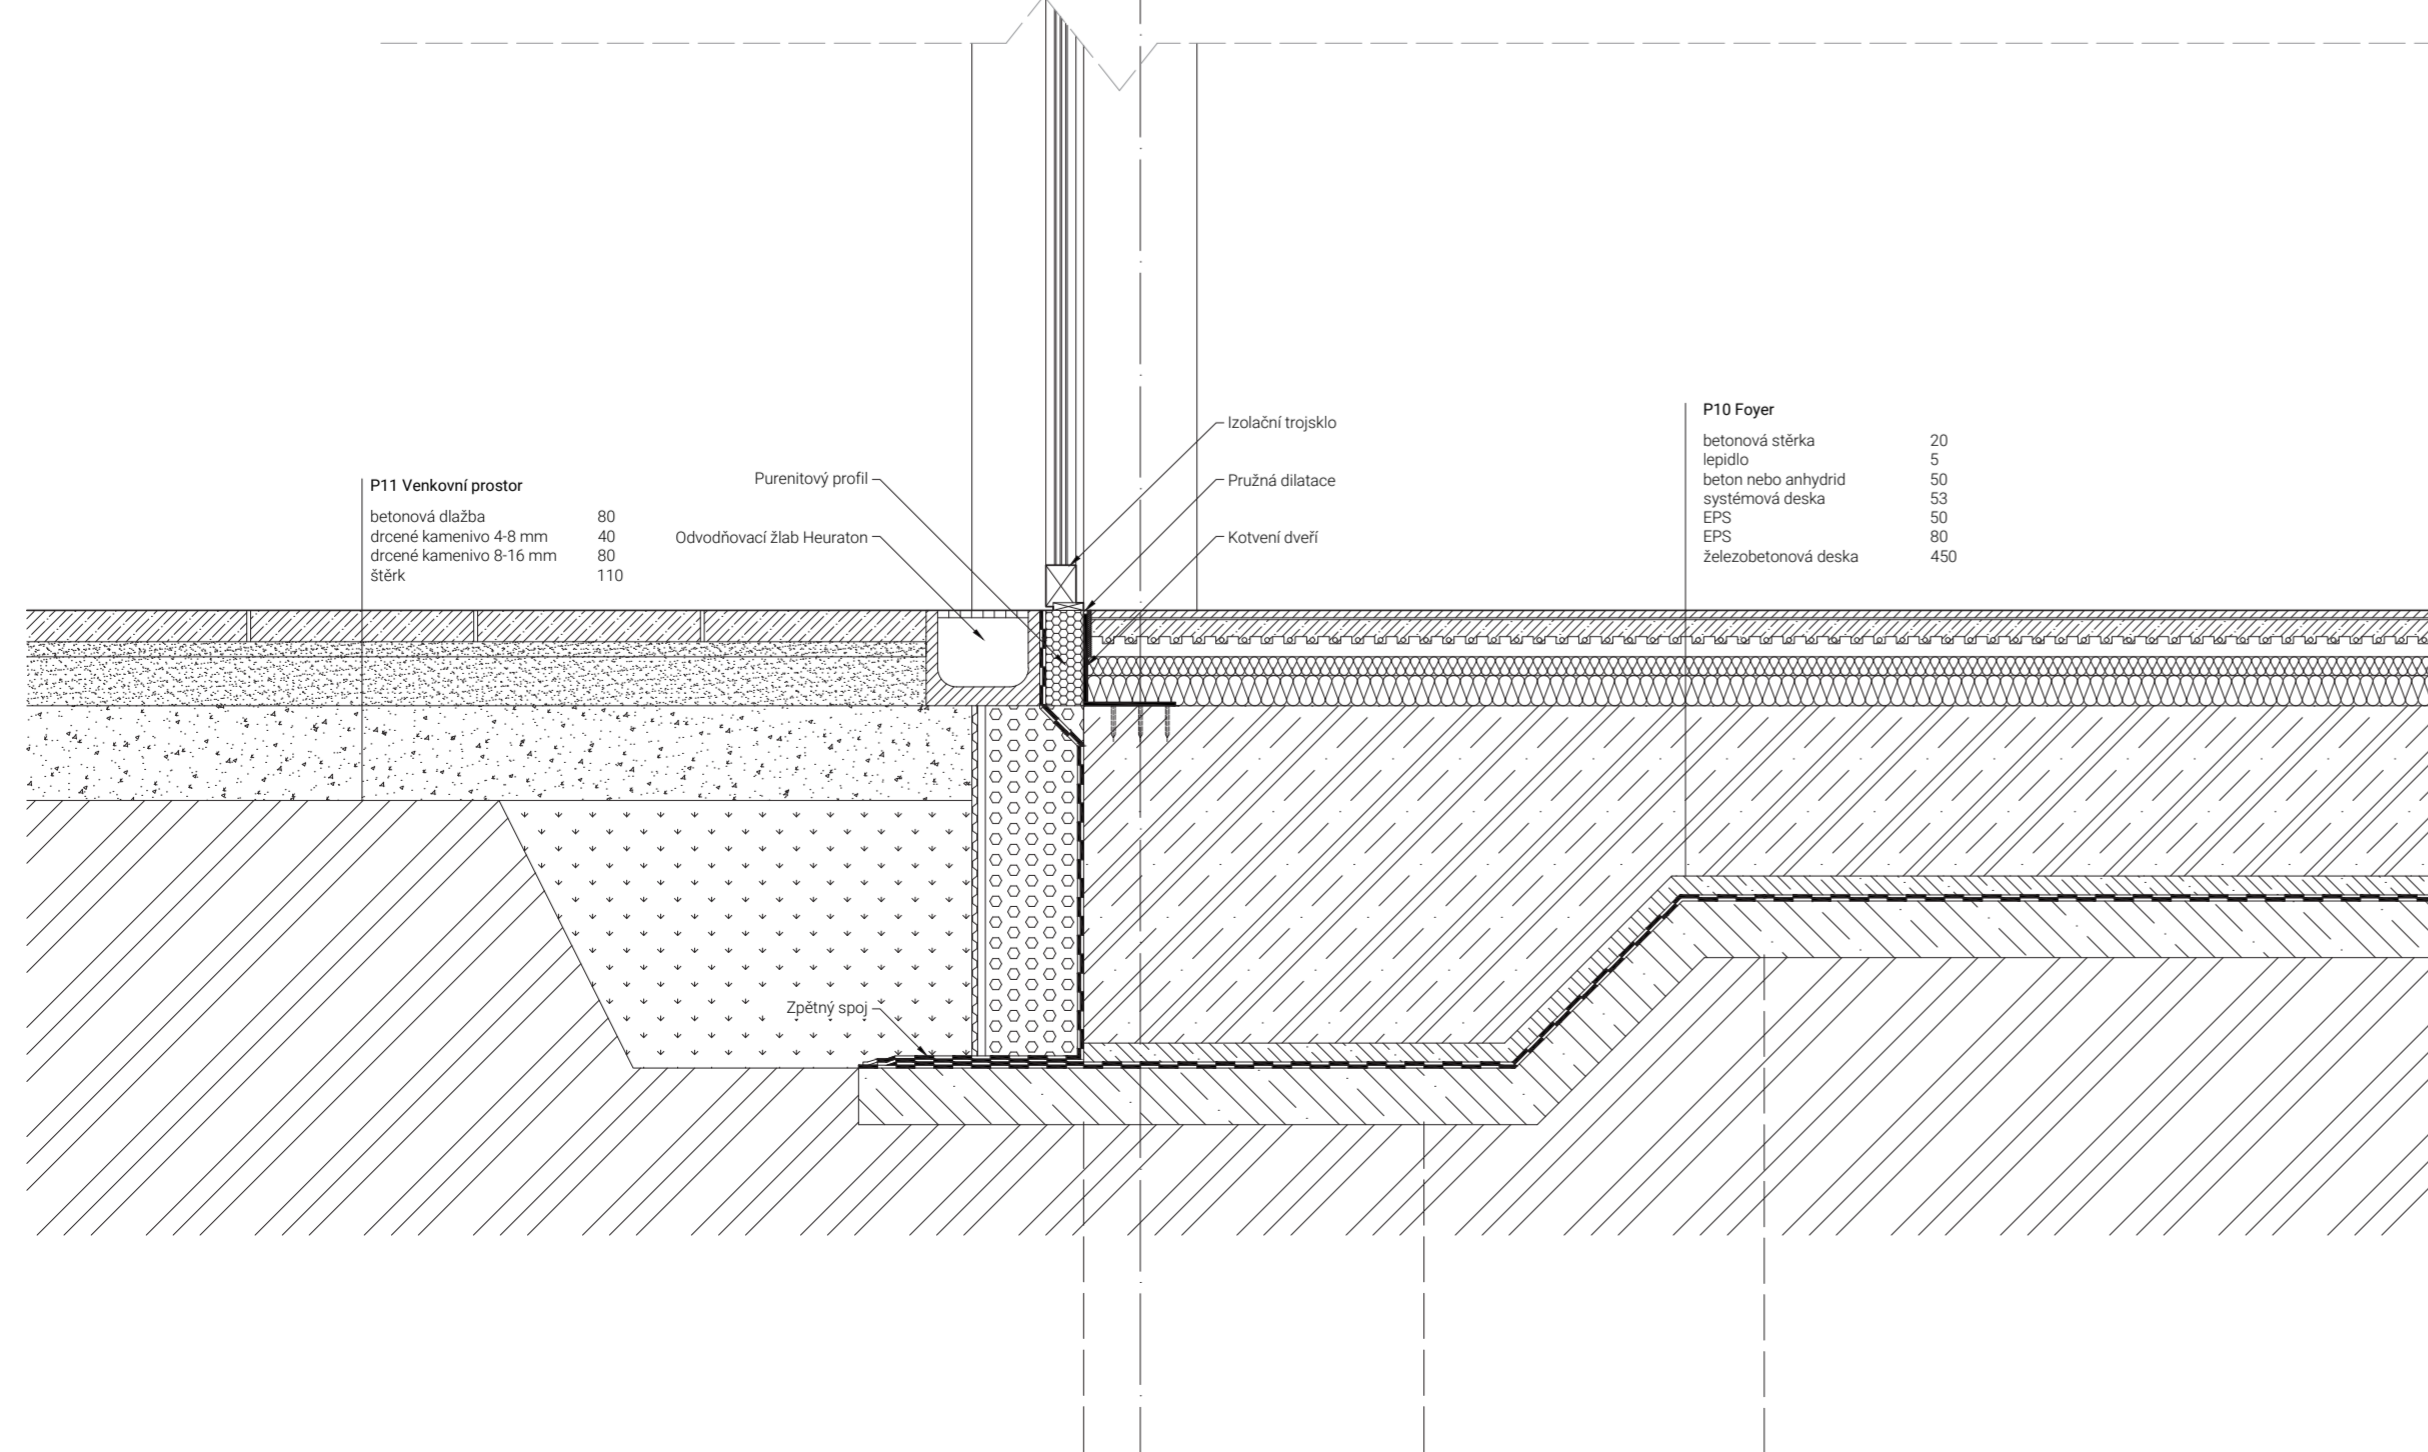 P11 Venkovní prostor
betonová dlažba 80
drcené kamenivo 4-8 mm 40
drcené kamenivo 8-16 mm 80
štěrk 110
Purenitový profil
Odvodňovací žlab Heuraton
Izolační trojsklo
Pružná dilatace
Kotvení dveří
P10 Foyer
betonová stěrka 20
lepidlo 5
beton nebo anhydrid 50
systémová deska 53
EPS 50
EPS 80
železobetonová deska 450
Zpětný spoj